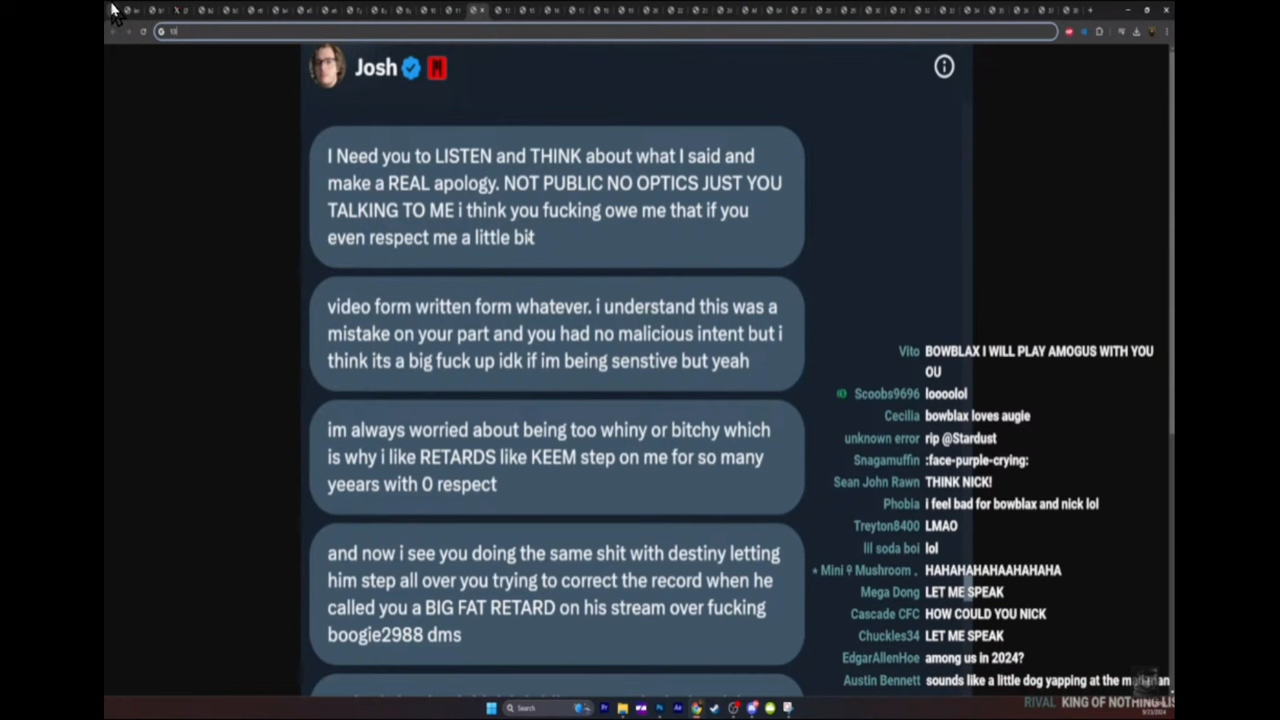 Josh
I Need you to LISTEN and THINK about what I said and
make a REAL apology. NOT PUBLIC NO OPTICS JUST YOU
TALKING TO ME i think you fucking owe me that if you
even respect me a little bit
video form written form whatever. i understand this was a
mistake on your part and you had no malicious intent but i
think its a big fuck up idk if im being senstive but yeah
im always worried about being too whiny or bitchy which
is why i like RETARDS like KEEM step on me for so many
yeears with 0 respect
and now i see you doing the same shit with destiny letting
him step all over you trying to correct the record when he
called you a BIG FAT RETARD on his stream over fucking
boogie2988 dms
Vito BOWBLAX I WILL PLAY AMOGUS WITH YOU
OU
Scoobs9696 loooolol
Cecilia bowblax loves augie
unknown error rip @Stardust
Snagamuffin :face-purple-crying:
Sean John Rawn THINK NICK!
Phobia i feel bad for bowblax and nick lol
Treyton8400 LMAO
lil soda boi lol
Mini Mushroom . HAHAHAHAHAAHAHAHA
Mega Dong LET ME SPEAK
Cascade CFC HOW COULD YOU NICK
Chuckles34 LET ME SPEAK
EdgarAllenHoe among us in 2024?
Austin Bennett sounds like a little dog yapping at the
RIVAL KING OF NOTHING LIS
Search